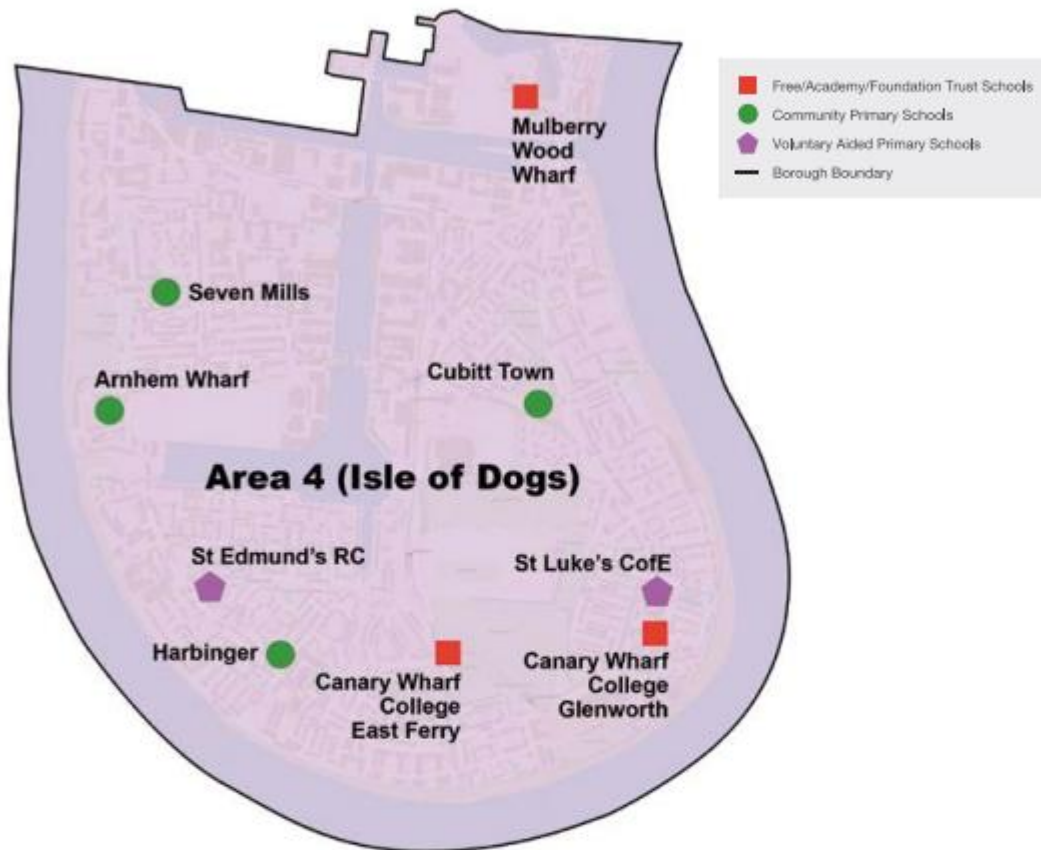 Free/Academy/Foundation Trust Schools
Community Primary Schools
Voluntary Aided Primary Schools
Borough Boundary
Mulberry
Wood
Wharf
Seven Mills
Arnhem Wharf
Cubitt Town
Area 4 (Isle of Dogs)
St Edmund's RC
St Luke's CofE
Harbinger
Canary Wharf
College
East Ferry
Canary Wharf
College
Glenworth